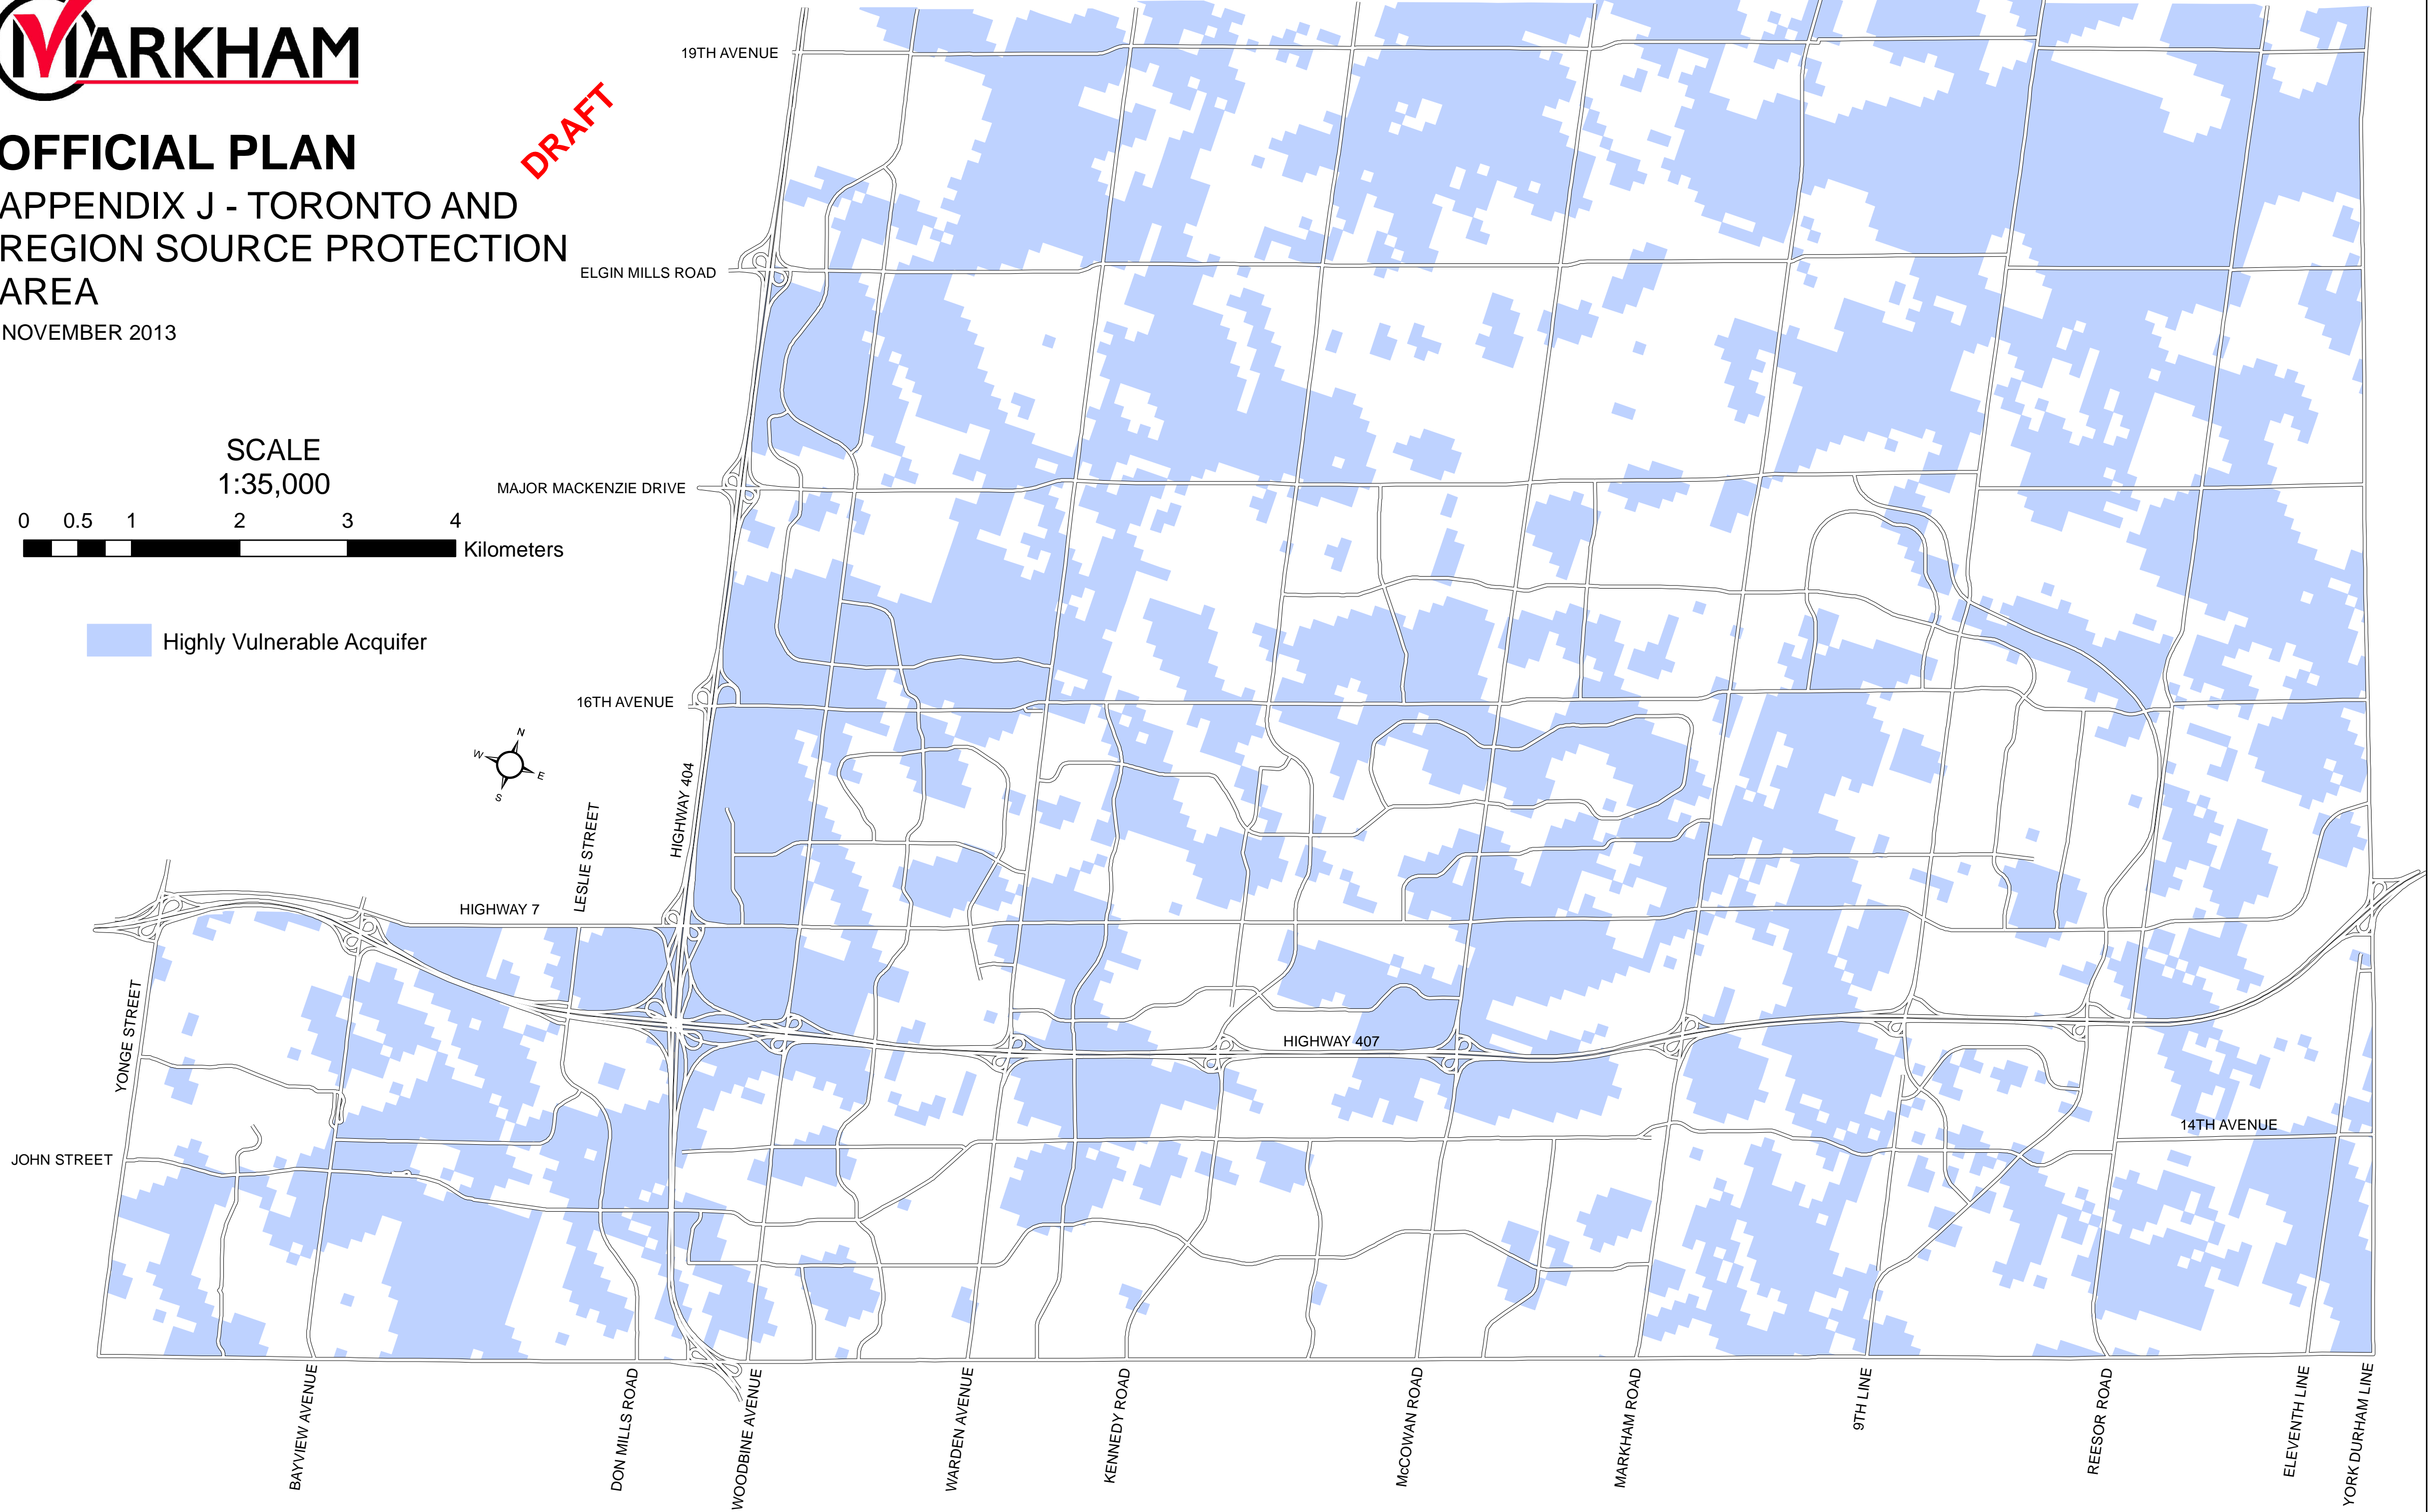 MARKHAM
OFFICIAL PLAN
APPENDIX J - TORONTO AND
REGION SOURCE PROTECTION
AREA
NOVEMBER 2013
DRAFT
SCALE
1:35,000
0 0.5 1 2 3 4
Kilometers
Highly Vulnerable Acquifer
N
W
E
S
19TH AVENUE
ELGIN MILLS ROAD
MAJOR MACKENZIE DRIVE
16TH AVENUE
HIGHWAY 404
LESLIE STREET
HIGHWAY 7
YONGE STREET
HIGHWAY 407
14TH AVENUE
JOHN STREET
BAYVIEW AVENUE
DON MILLS ROAD
WOODBINE AVENUE
WARDEN AVENUE
KENNEDY ROAD
McCOWAN ROAD
MARKHAM ROAD
9TH LINE
REESOR ROAD
ELEVENTH LINE
YORK DURHAM LINE